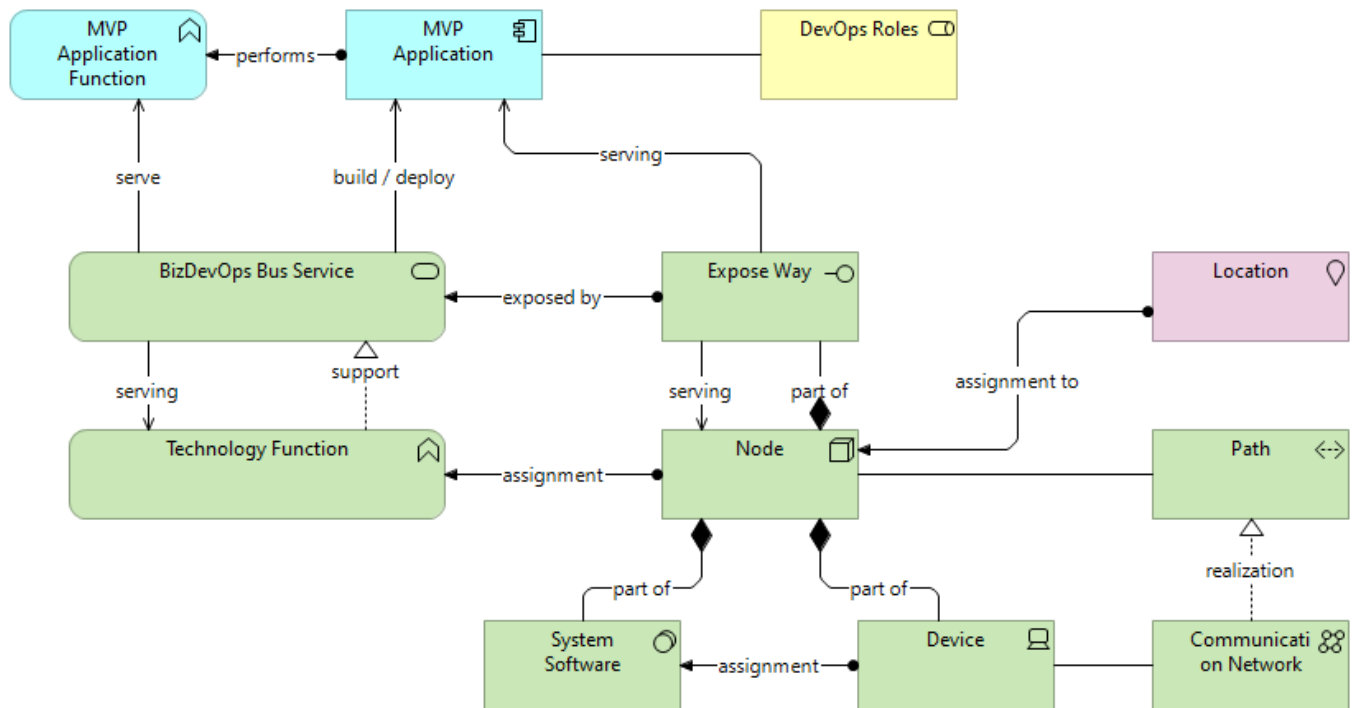 MVP
Application
Function
performs
MVP
Application
DevOps Roles
serving
serve
build / deploy
BizDevOps Bus Service
exposed by
Expose Way
Location
serving
support
serving
part of
assignment to
Technology Function
assignment
Node
Path
part of
part of
realization
System
Software
assignment
Device
Communicati
on Network